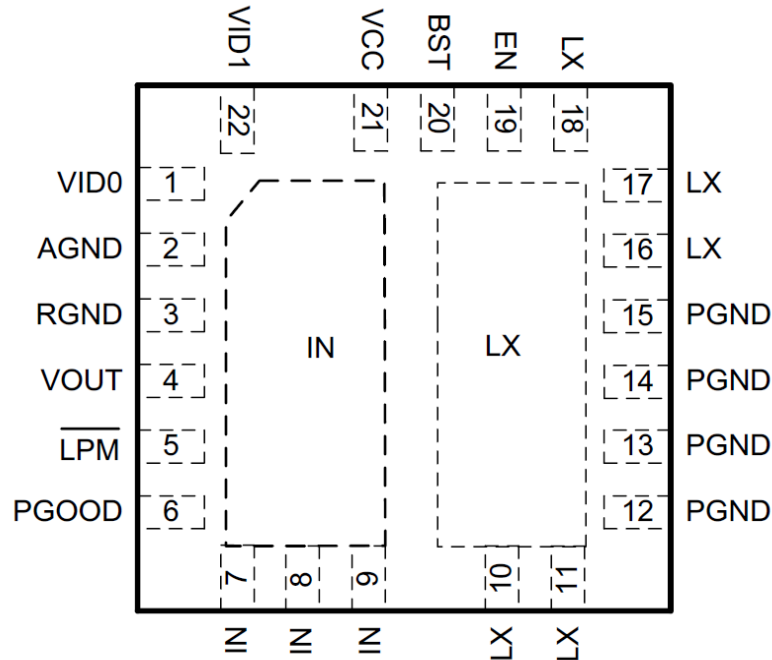 VID1 VCC BST EN LX
22 21 20 19 18
VID0 1 17 LX
AGND 2 16 LX
RGND 3 15 PGND
IN LX
VOUT 4 14 PGND
LPM 5 13 PGND
PGOOD 6 12 PGND
7 8 9 10 11
IN IN IN LX LX